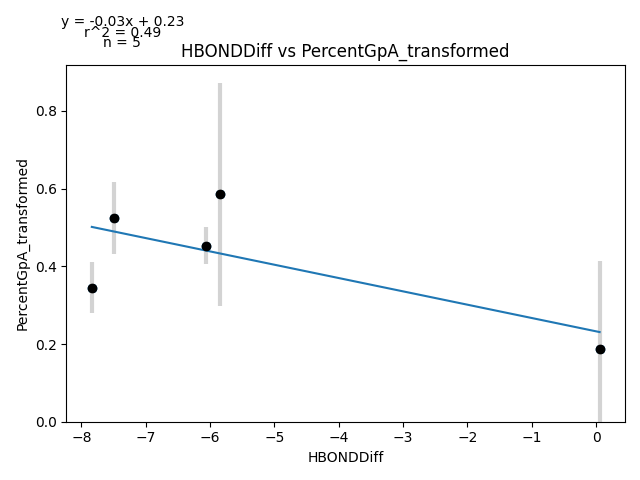 y = -0.03x + 0.23
r^2 = 0.49
n = 5
HBONDDiff vs PercentGpA_transformed
PercentGpA_transformed
0.8
0.6
0.4
0.2
0.0
−8 −7 −6 −5 −4 −3 −2 −1 0
HBONDDiff